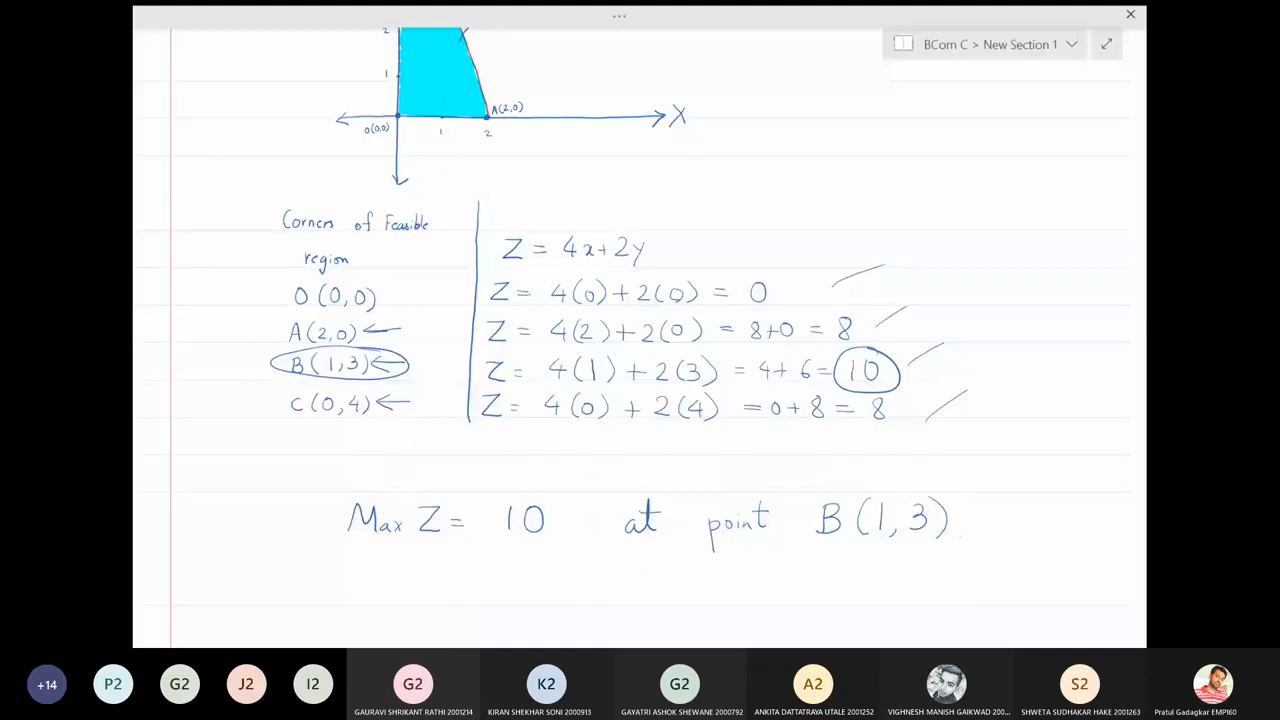 BCom C > New Section 1
2
1
A(2,0)
X
O(0,0)
1
2
Corners of Feasible
region
Z = 4x+2y
O(0,0)
Z = 4(0)+2(0) = 0
A(2,0)
Z = 4(2)+2(0) = 8+0 = 8
B(1,3)
Z = 4(1)+2(3) = 4+6 = 10
C(0,4)
Z = 4(0) + 2(4) = 0+8 = 8
Max Z = 10 at point B(1,3)
+14
P2
G2
J2
I2
G2
K2
G2
A2
S2
GAURAVI SHRIKANT RATHI 2001214
KIRAN SHEKHAR SONI 2000913
GAYATRI ASHOK SHEWANE 2000792
ANKITA DATTATRAYA UTALE 2001252
VIGHNESH MANISH GAIKWAD 200...
SHWETA SUDHAKAR HAKE 2001263
Pratul Gadagkar EMP160